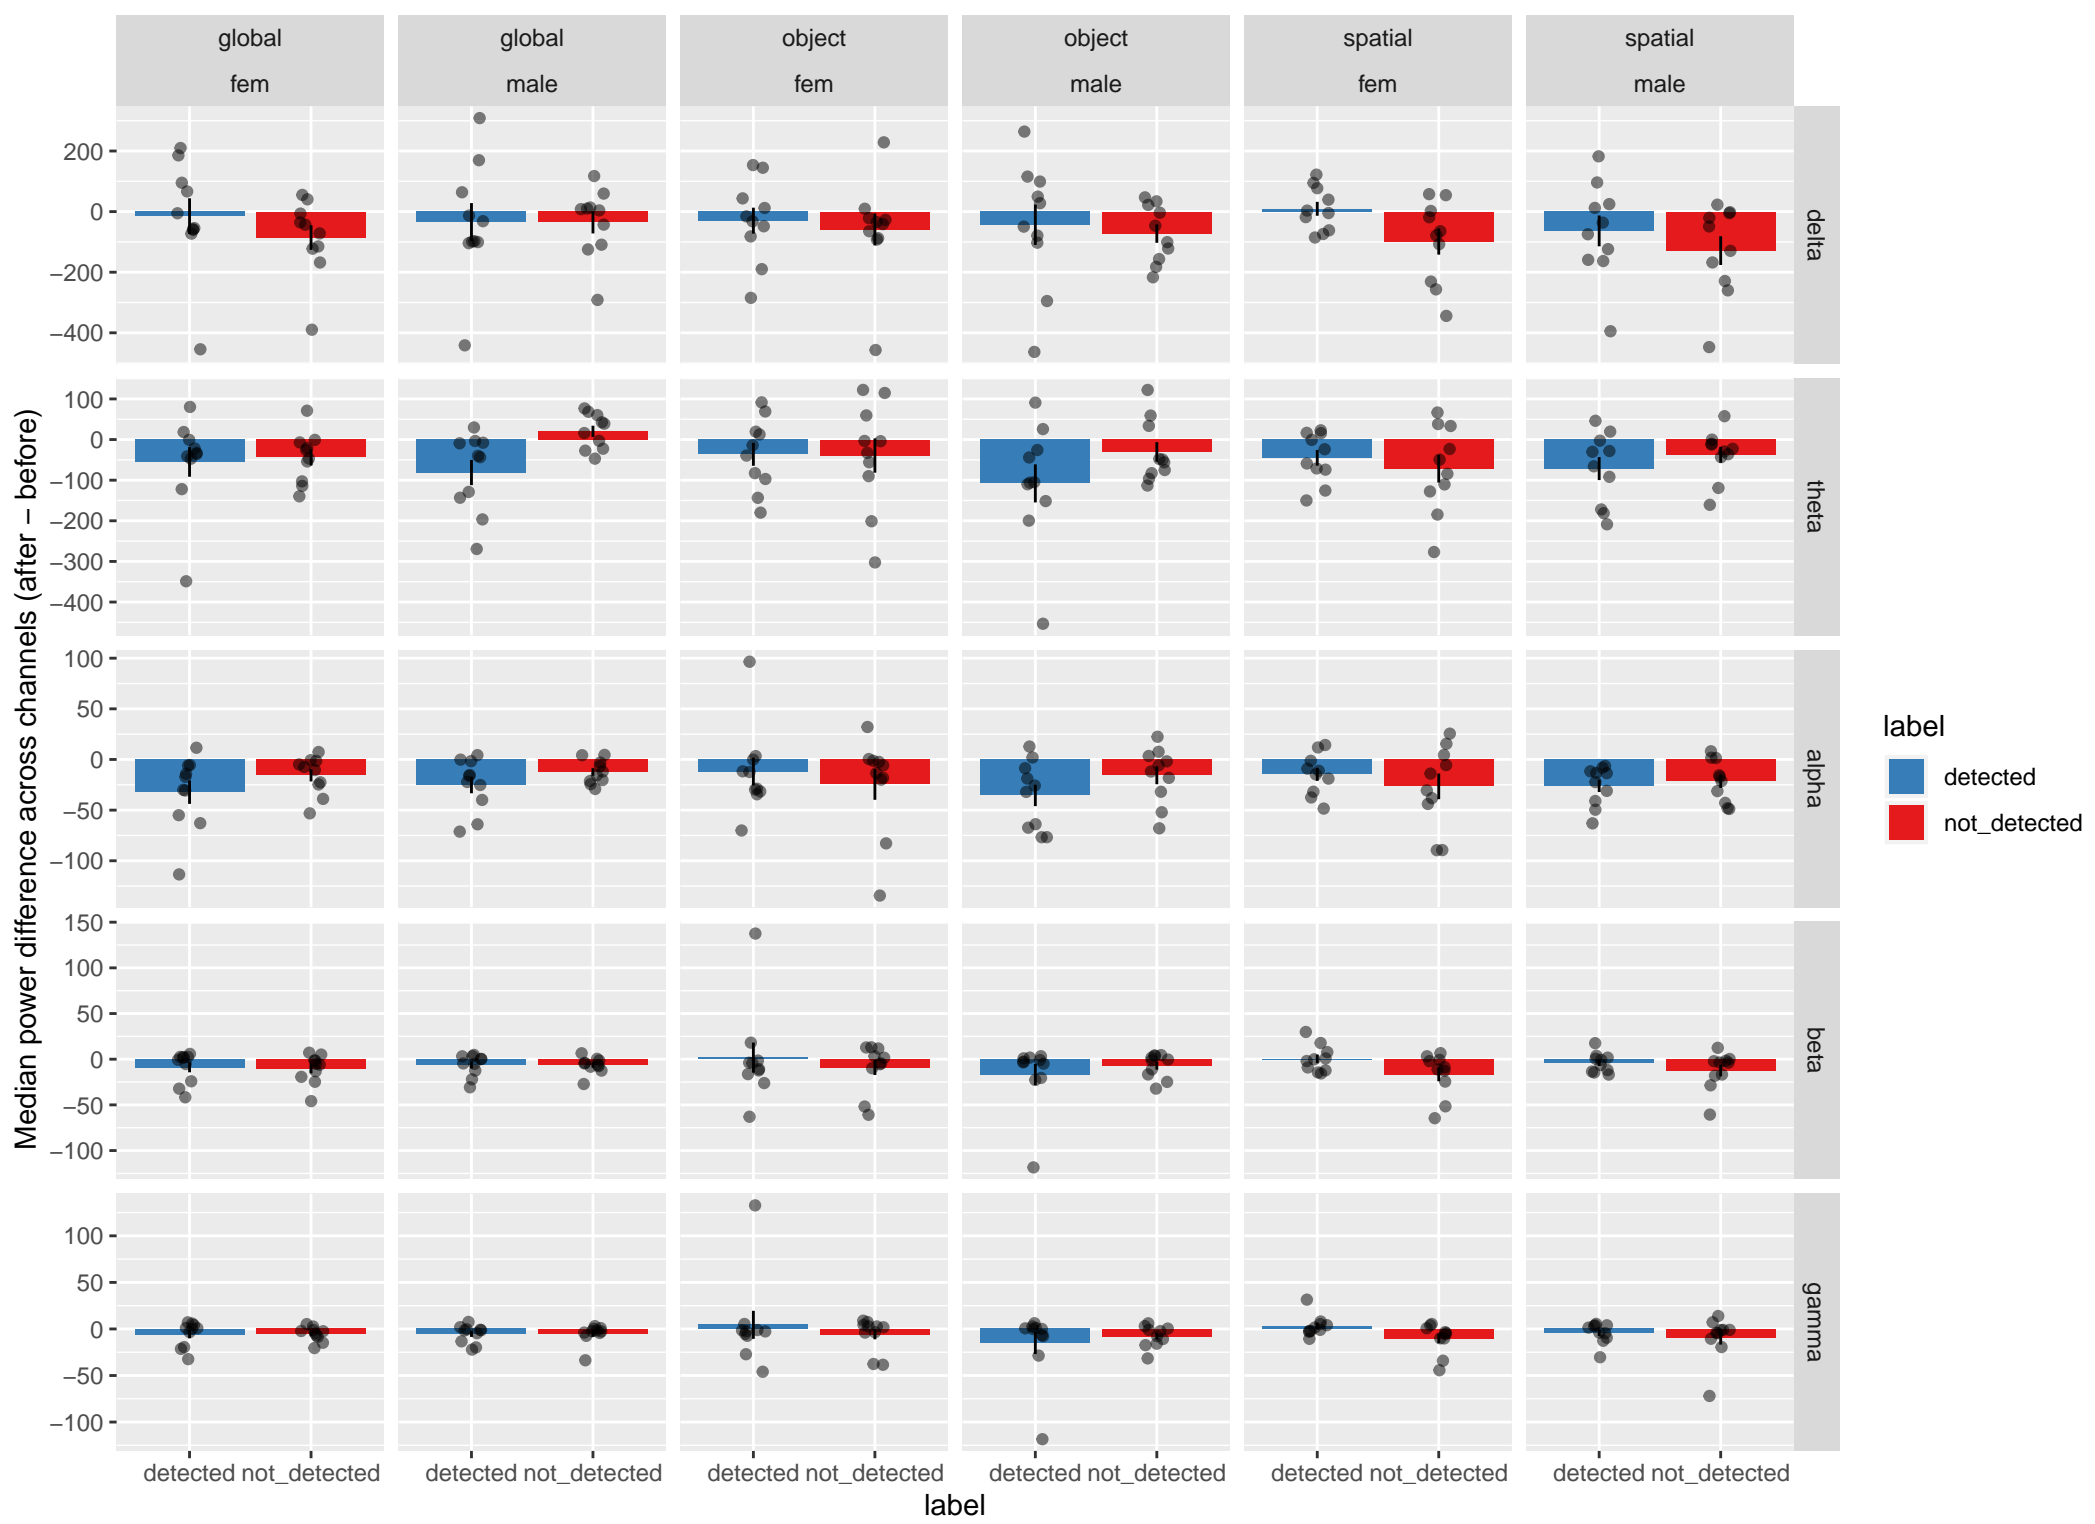 global global object object spatial spatial
fem male fem male fem male
200
0
−200
−400
delta
100
0
−100
−200
−300
−400
theta
100
50
0
−50
−100
alpha
150
100
50
0
−50
−100
beta
100
50
0
−50
−100
gamma
Median power difference across channels (after − before)
detected not_detected detected not_detected detected not_detected detected not_detected detected not_detected detected not_detected
label
label
detected
not_detected